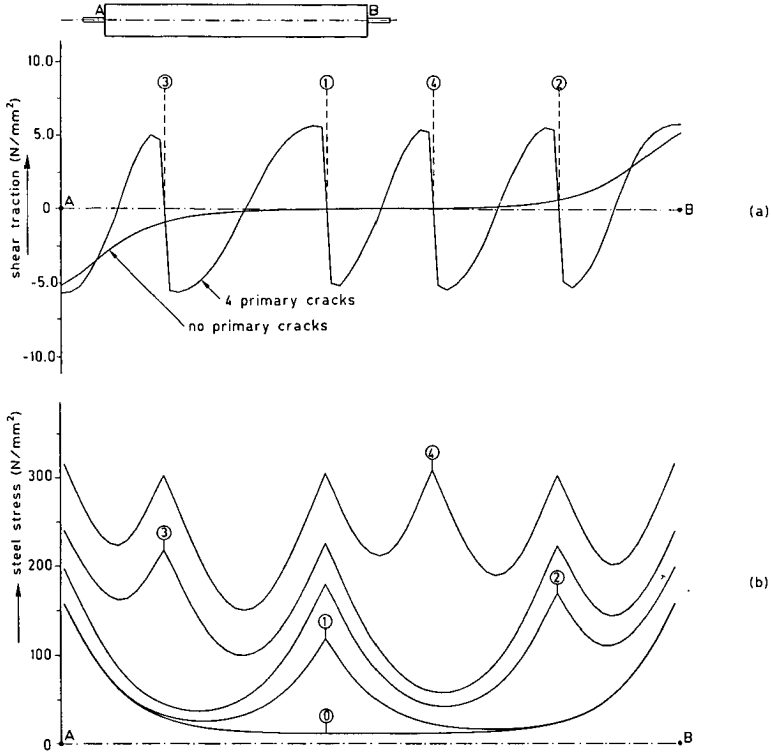 A B
10.0
5.0
0
-5.0
-10.0
shear traction (N/mm²)
③ ① ④ ②
A B
4 primary cracks
no primary cracks
(a)
300
200
100
0
steel stress (N/mm²)
④
③
②
①
⓪
A B
(b)